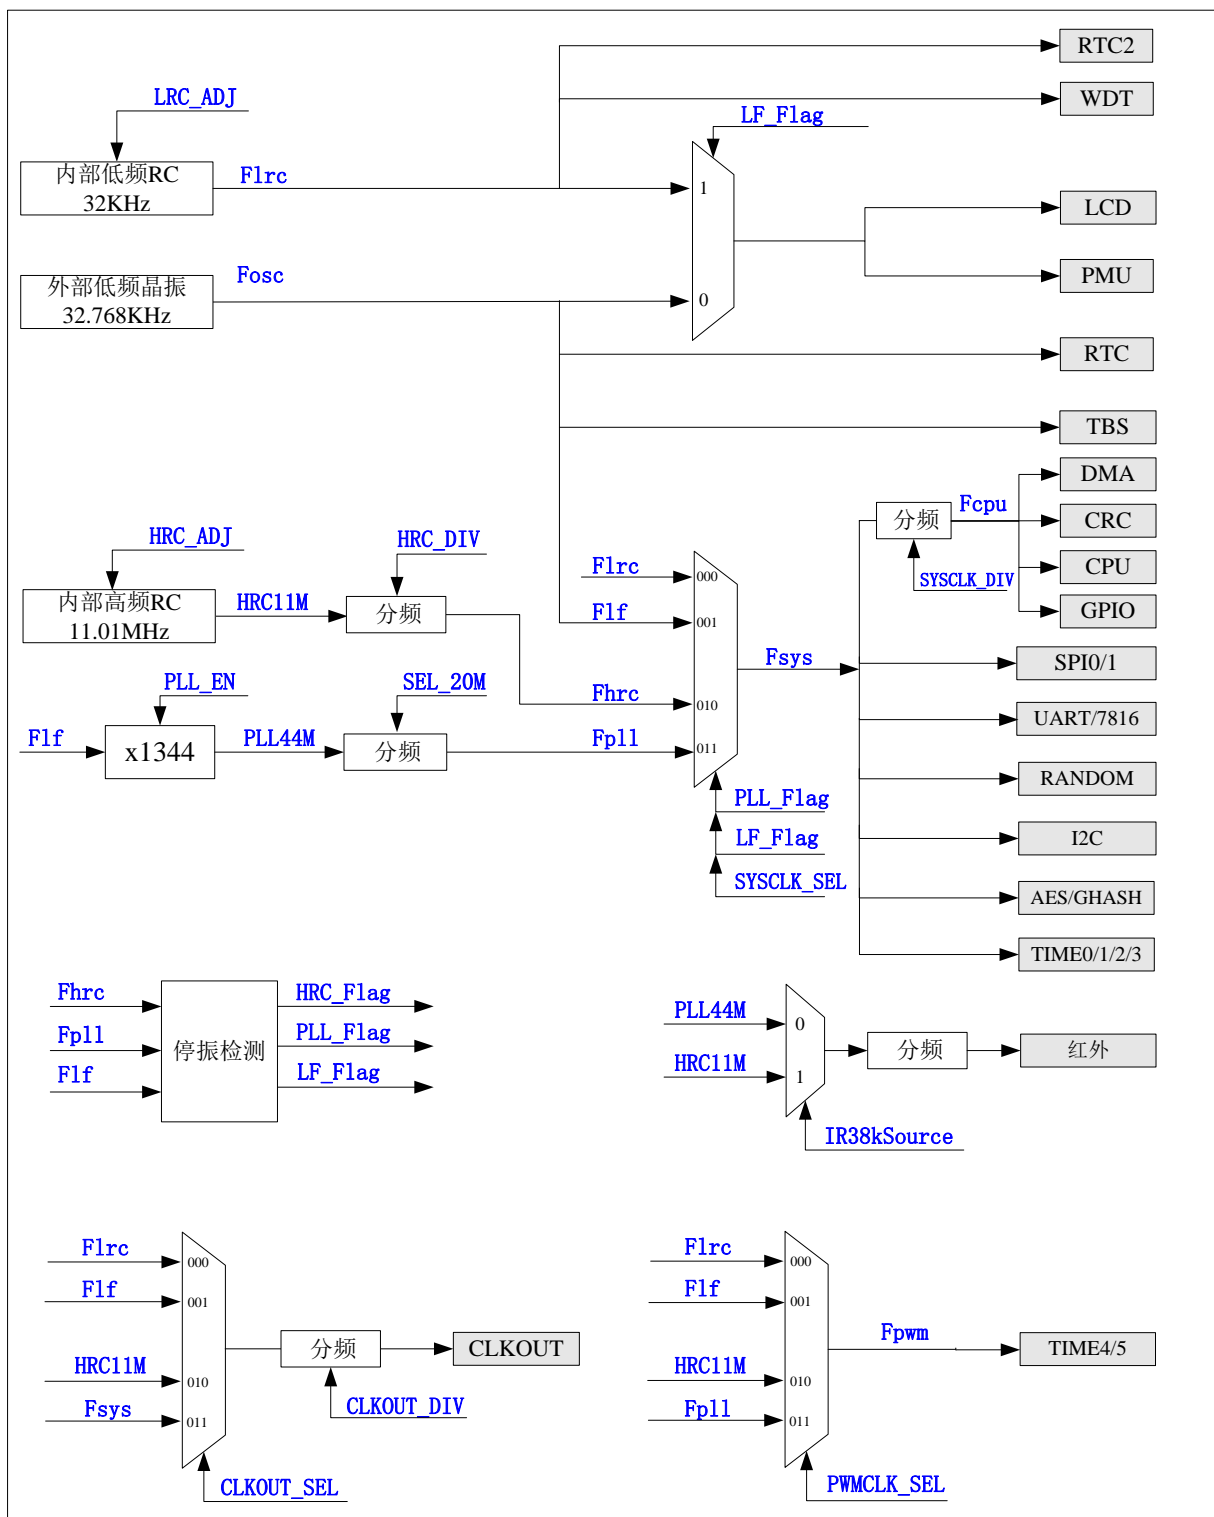 RTC2
LRC_ADJ
WDT
LF_Flag
内部低频RC
32KHz
Flrc
1
LCD
外部低频晶振
32.768KHz
Fosc
0
PMU
RTC
TBS
DMA
Fcpu
分频
CRC
HRC_ADJ
HRC_DIV
Flrc
000
SYSCLK_DIV
CPU
内部高频RC
11.01MHz
HRC11M
分频
Flf
001
GPIO
Fsys
SPI0/1
PLL_EN
SEL_20M
Fhrc
010
UART/7816
Flf
x1344
PLL44M
分频
Fpll
011
RANDOM
PLL_Flag
LF_Flag
I2C
SYSCLK_SEL
AES/GHASH
TIME0/1/2/3
Fhrc
HRC_Flag
Fpll
停振检测
PLL_Flag
Flf
LF_Flag
PLL44M
0
分频
红外
HRC11M
1
IR38kSource
Flrc
000
Flf
001
分频
CLKOUT
HRC11M
010
CLKOUT_DIV
Fsys
011
CLKOUT_SEL
Flrc
000
Flf
001
Fpwm
TIME4/5
HRC11M
010
Fpll
011
PWMCLK_SEL